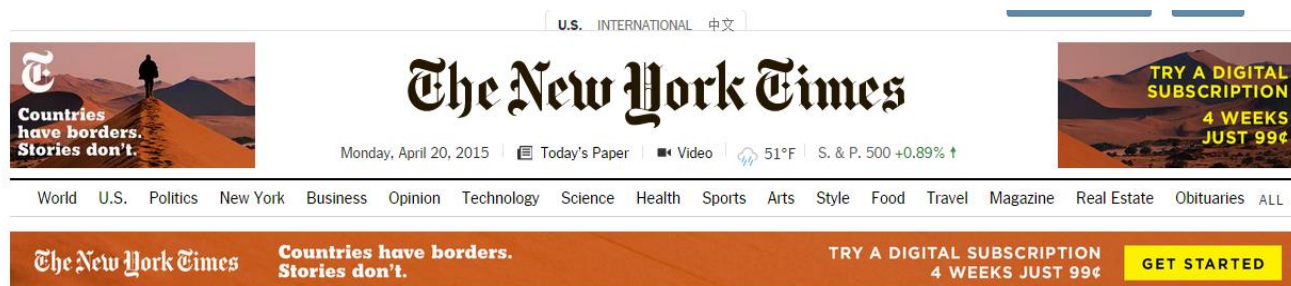 U.S. INTERNATIONAL 中文
T
Countries
have borders.
Stories don't.
The New York Times
TRY A DIGITAL
SUBSCRIPTION
4 WEEKS
JUST 99¢
Monday, April 20, 2015 Today's Paper Video 51°F S. & P. 500 +0.89% ↑
World U.S. Politics New York Business Opinion Technology Science Health Sports Arts Style Food Travel Magazine Real Estate Obituaries ALL
The New York Times
Countries have borders.
Stories don't.
TRY A DIGITAL SUBSCRIPTION
4 WEEKS JUST 99¢
GET STARTED